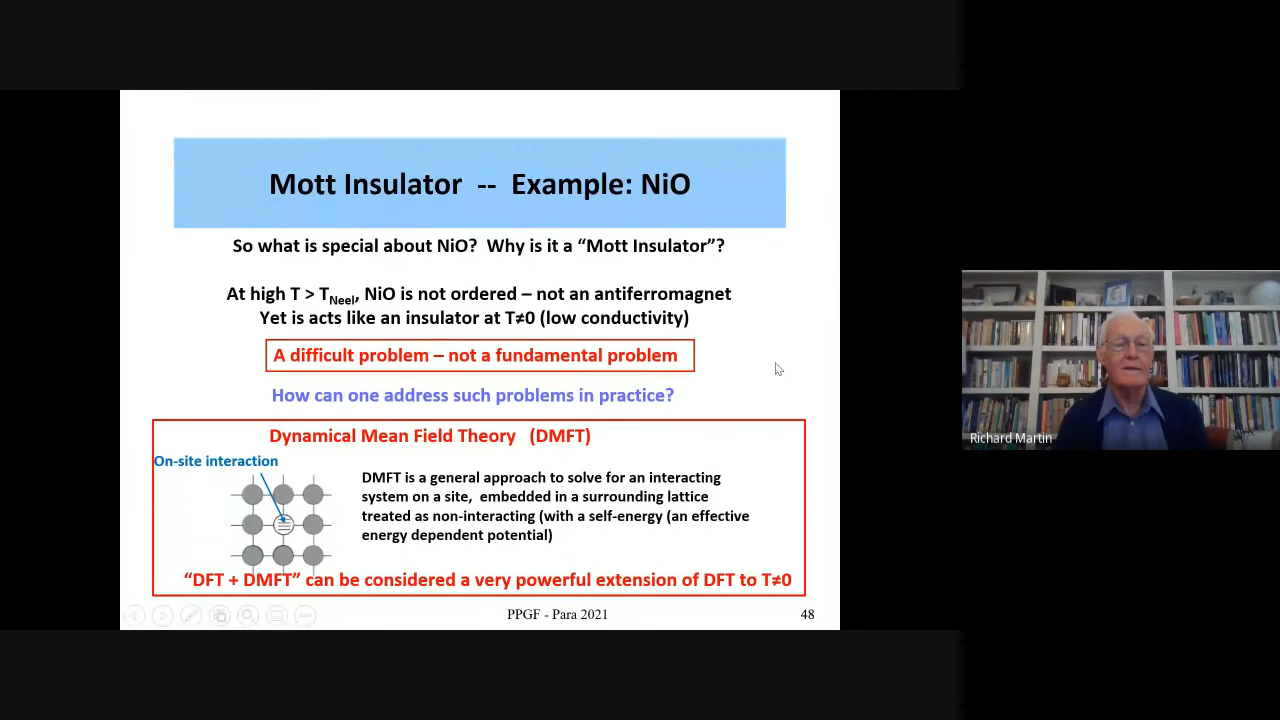 Mott Insulator -- Example: NiO
So what is special about NiO? Why is it a “Mott Insulator”?
At high T > TNeel, NiO is not ordered – not an antiferromagnet
Yet is acts like an insulator at T≠0 (low conductivity)
A difficult problem – not a fundamental problem
How can one address such problems in practice?
Dynamical Mean Field Theory (DMFT)
On-site interaction
DMFT is a general approach to solve for an interacting
system on a site, embedded in a surrounding lattice
treated as non-interacting (with a self-energy (an effective
energy dependent potential)
“DFT + DMFT” can be considered a very powerful extension of DFT to T≠0
PPGF - Para 2021
48
Richard Martin